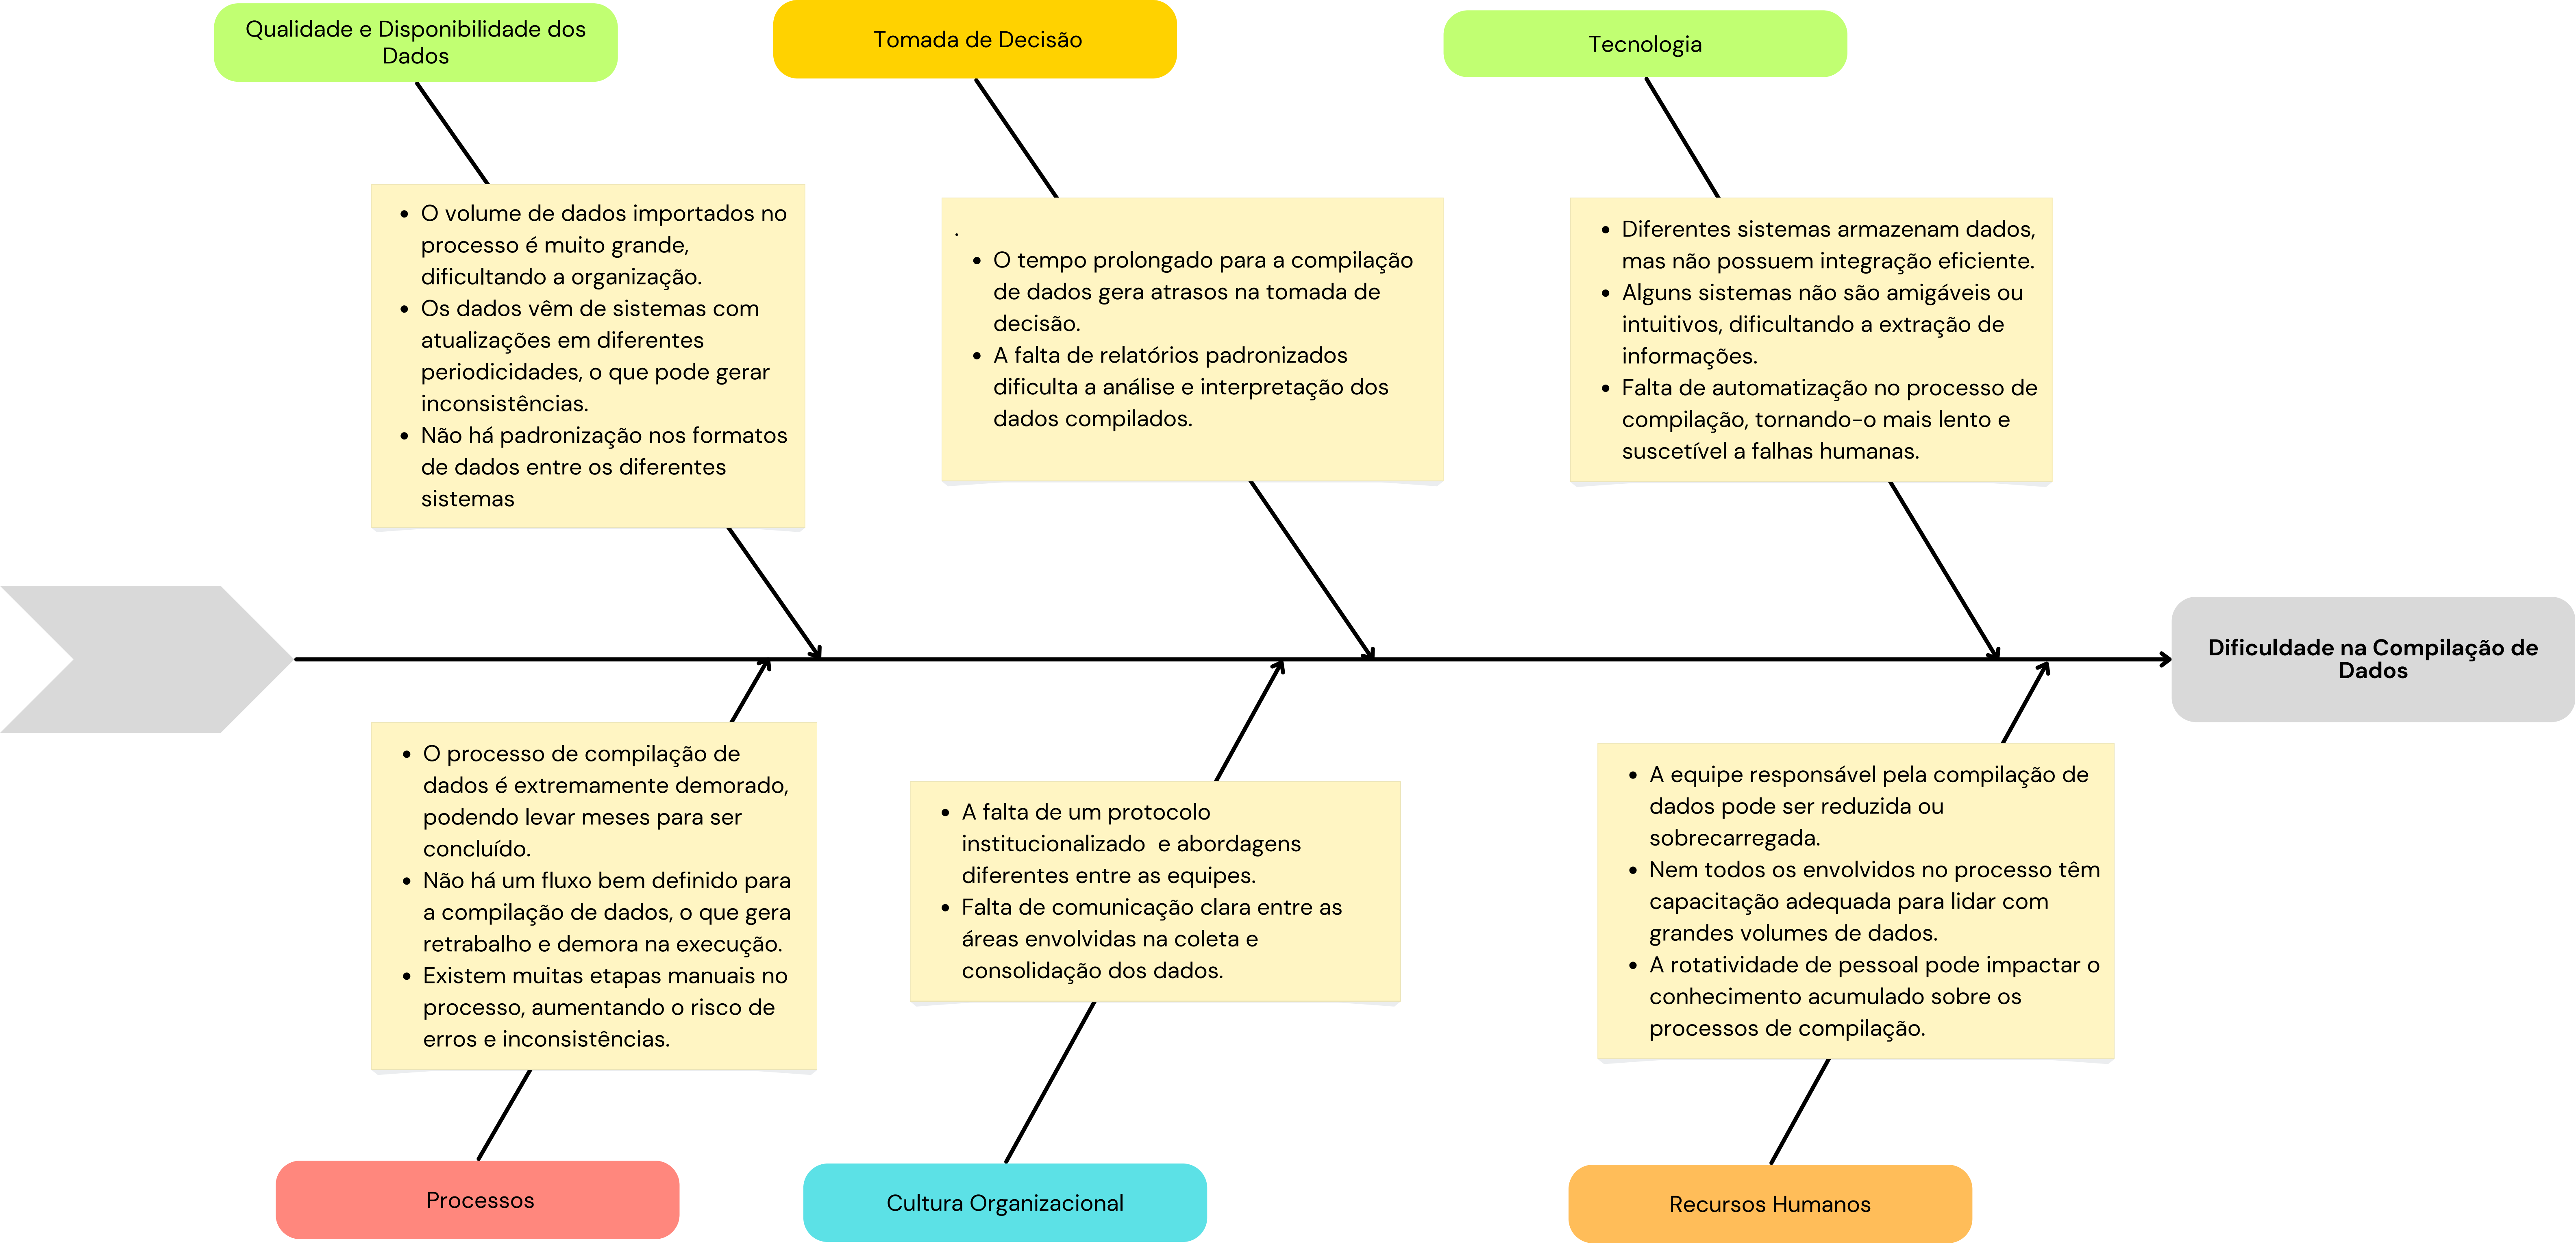 Qualidade e Disponibilidade dos
Dados
Tomada de Decisão
Tecnologia
• O volume de dados importados no
processo é muito grande,
dificultando a organização.
• Os dados vêm de sistemas com
atualizações em diferentes
periodicidades, o que pode gerar
inconsistências.
• Não há padronização nos formatos
de dados entre os diferentes
sistemas
.
• O tempo prolongado para a compilação
de dados gera atrasos na tomada de
decisão.
• A falta de relatórios padronizados
dificulta a análise e interpretação dos
dados compilados.
• Diferentes sistemas armazenam dados,
mas não possuem integração eficiente.
• Alguns sistemas não são amigáveis ou
intuitivos, dificultando a extração de
informações.
• Falta de automatização no processo de
compilação, tornando-o mais lento e
suscetível a falhas humanas.
Dificuldade na Compilação de
Dados
• O processo de compilação de
dados é extremamente demorado,
podendo levar meses para ser
concluído.
• Não há um fluxo bem definido para
a compilação de dados, o que gera
retrabalho e demora na execução.
• Existem muitas etapas manuais no
processo, aumentando o risco de
erros e inconsistências.
• A falta de um protocolo
institucionalizado  e abordagens
diferentes entre as equipes.
• Falta de comunicação clara entre as
áreas envolvidas na coleta e
consolidação dos dados.
• A equipe responsável pela compilação de
dados pode ser reduzida ou
sobrecarregada.
• Nem todos os envolvidos no processo têm
capacitação adequada para lidar com
grandes volumes de dados.
• A rotatividade de pessoal pode impactar o
conhecimento acumulado sobre os
processos de compilação.
Processos
Cultura Organizacional
Recursos Humanos